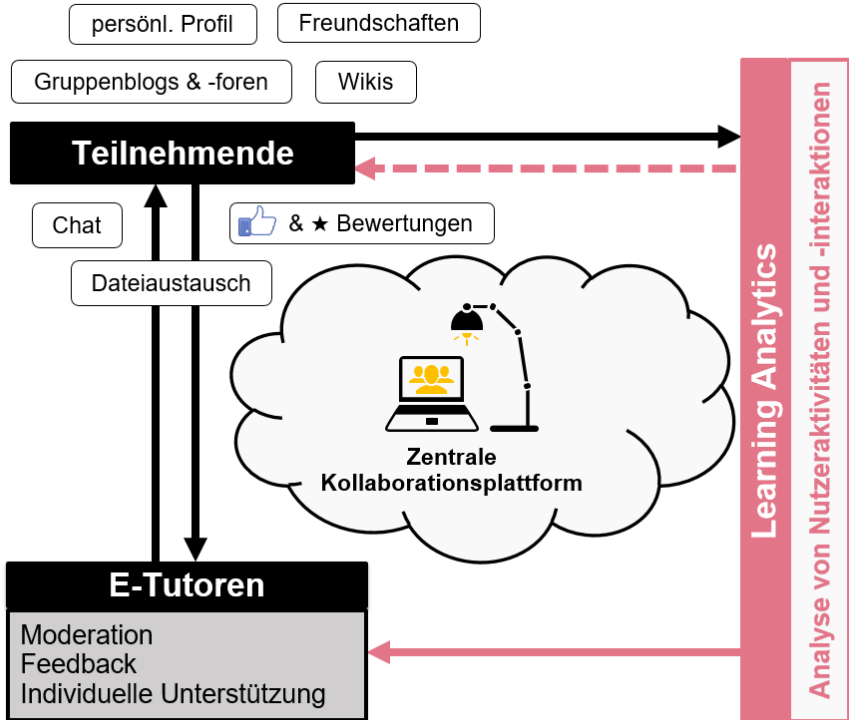 persönl. Profil
Freundschaften
Gruppenblogs & -foren
Wikis
Teilnehmende
Chat
& ★ Bewertungen
Dateiaustausch
Zentrale
Kollaborationsplattform
E-Tutoren
Moderation
Feedback
Individuelle Unterstützung
Learning Analytics
Analyse von Nutzeraktivitäten und -interaktionen